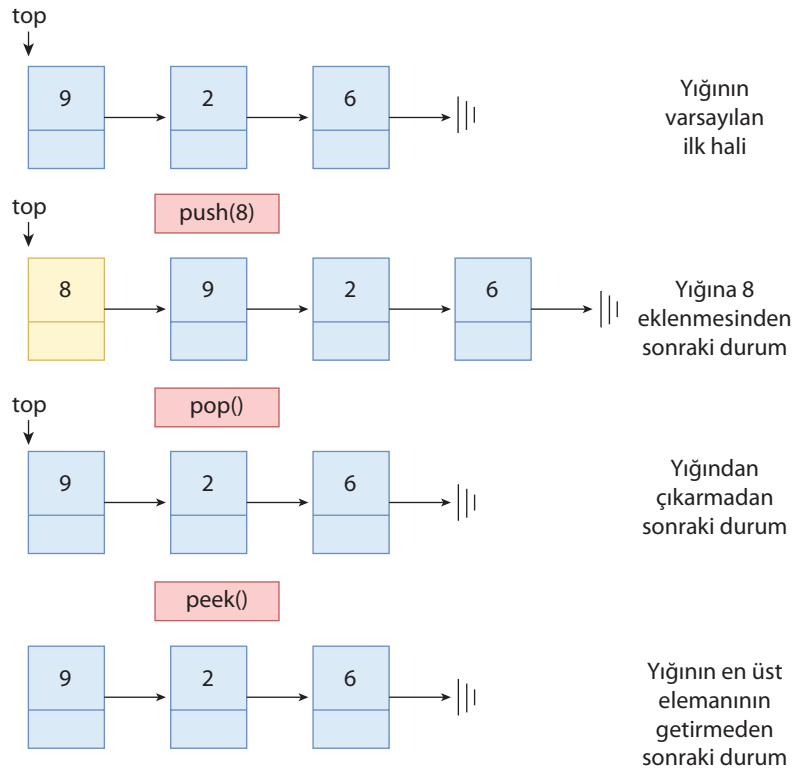 top
9
2
6
Yığının
varsayılan
ilk hali
push(8)
top
8
9
2
6
Yığına 8
eklenmesinden
sonraki durum
pop()
top
9
2
6
Yığından
çıkarmadan
sonraki durum
peek()
9
2
6
Yığının en üst
elemanının
getirmeden
sonraki durum